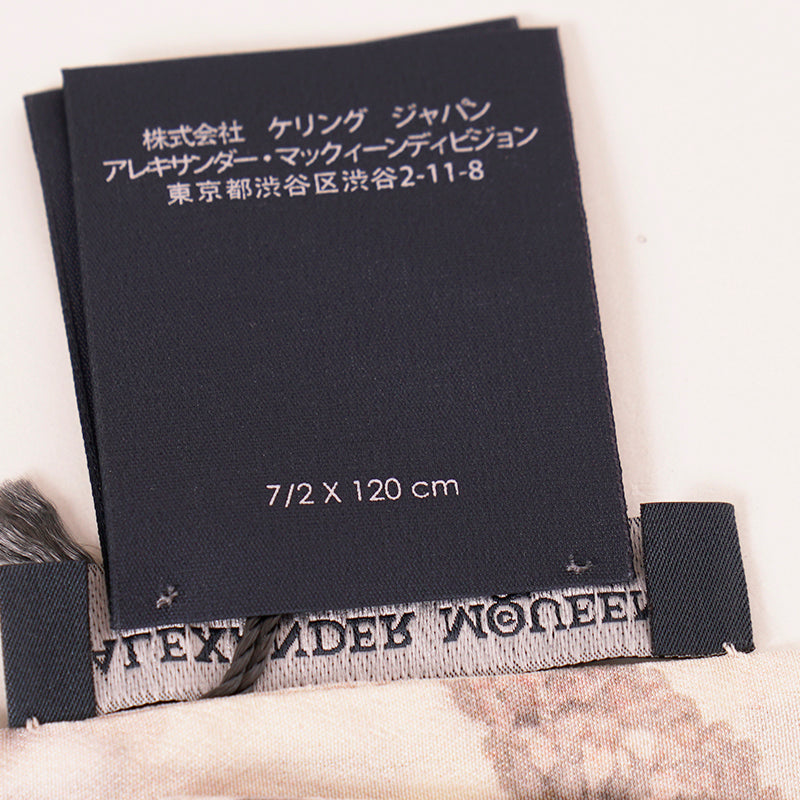 株式会社 ケリング ジャパン
アレキサンダー・マックィーンディビジョン
東京都渋谷区渋谷2-11-8
7/2 X 120 cm
ALEXANDER MCQUEEN